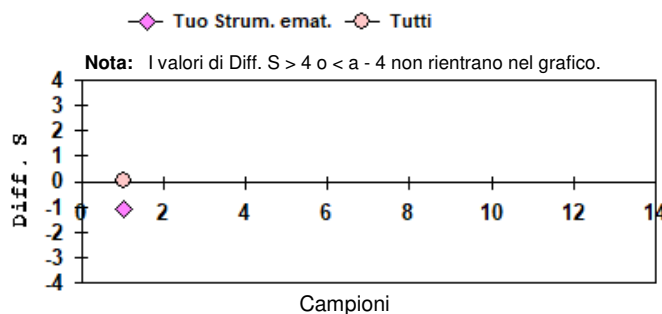 Tuo Strum. emat. Tutti
Nota: I valori di Diff. S > 4 o < a - 4 non rientrano nel grafico.
4
3
2
1
0
-1
-2
-3
-4
Diff. S
0 2 4 6 8 10 12 14
Campioni